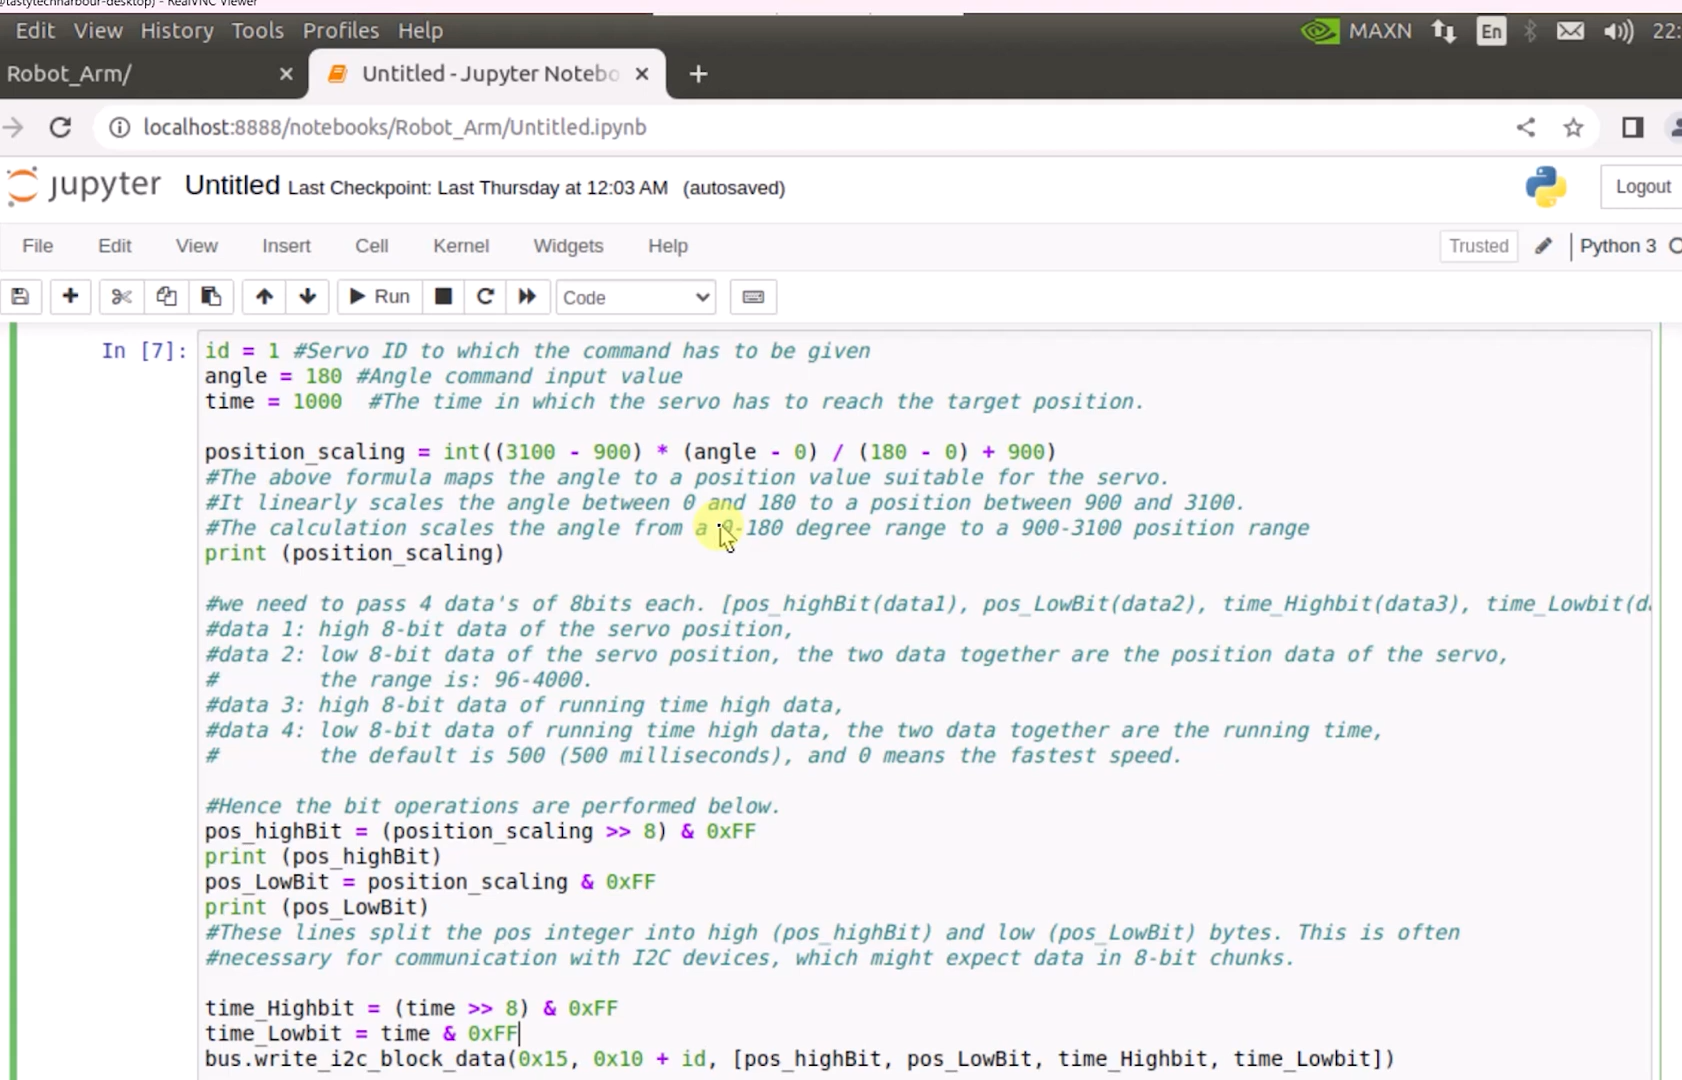 @tastytechharbour-desktop) - RealVNC Viewer
Edit View History Tools Profiles Help MAXN En 22:
Robot_Arm/ Untitled - Jupyter Notebo
localhost:8888/notebooks/Robot_Arm/Untitled.ipynb
jupyter Untitled Last Checkpoint: Last Thursday at 12:03 AM (autosaved) Logout
File Edit View Insert Cell Kernel Widgets Help Trusted Python 3
Run Code
In [7]: id = 1 #Servo ID to which the command has to be given
angle = 180 #Angle command input value
time = 1000  #The time in which the servo has to reach the target position.
position_scaling = int((3100 - 900) * (angle - 0) / (180 - 0) + 900)
#The above formula maps the angle to a position value suitable for the servo.
#It linearly scales the angle between 0 and 180 to a position between 900 and 3100.
#The calculation scales the angle from a 0-180 degree range to a 900-3100 position range
print (position_scaling)
#we need to pass 4 data's of 8bits each. [pos_highBit(data1), pos_LowBit(data2), time_Highbit(data3), time_Lowbit(d
#data 1: high 8-bit data of the servo position,
#data 2: low 8-bit data of the servo position, the two data together are the position data of the servo,
#        the range is: 96-4000.
#data 3: high 8-bit data of running time high data,
#data 4: low 8-bit data of running time high data, the two data together are the running time,
#        the default is 500 (500 milliseconds), and 0 means the fastest speed.
#Hence the bit operations are performed below.
pos_highBit = (position_scaling >> 8) & 0xFF
print (pos_highBit)
pos_LowBit = position_scaling & 0xFF
print (pos_LowBit)
#These lines split the pos integer into high (pos_highBit) and low (pos_LowBit) bytes. This is often
#necessary for communication with I2C devices, which might expect data in 8-bit chunks.
time_Highbit = (time >> 8) & 0xFF
time_Lowbit = time & 0xFF
bus.write_i2c_block_data(0x15, 0x10 + id, [pos_highBit, pos_LowBit, time_Highbit, time_Lowbit])